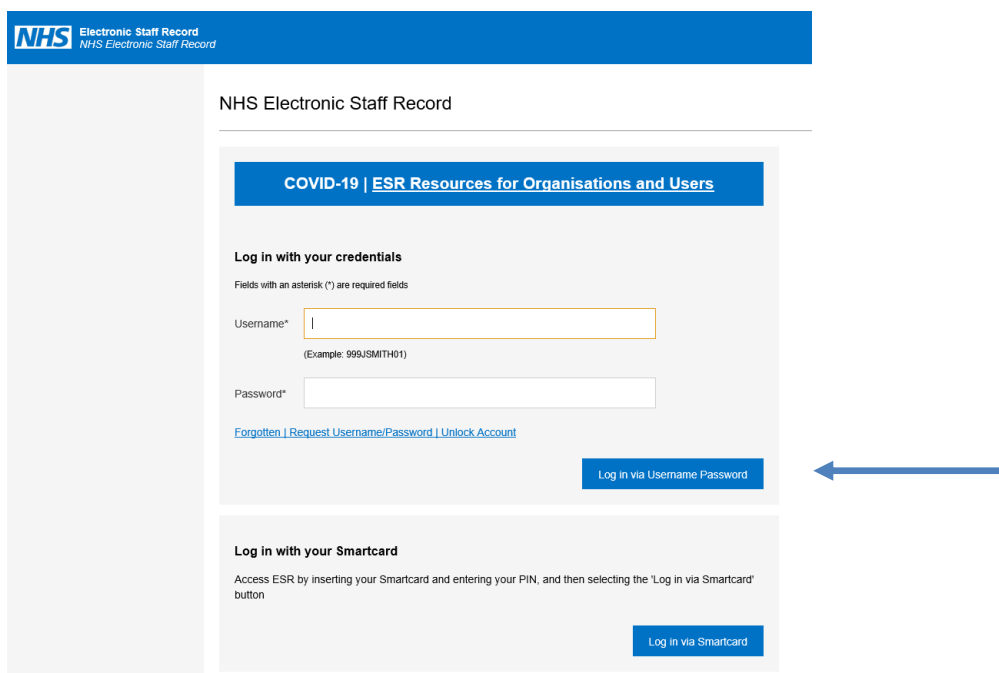 NHS Electronic Staff Record
NHS Electronic Staff Record
NHS Electronic Staff Record
COVID-19 | ESR Resources for Organisations and Users
Log in with your credentials
Fields with an asterisk (*) are required fields
Username*
(Example: 999JSMITH01)
Password*
Forgotten | Request Username/Password | Unlock Account
Log in via Username Password
Log in with your Smartcard
Access ESR by inserting your Smartcard and entering your PIN, and then selecting the 'Log in via Smartcard'
button
Log in via Smartcard